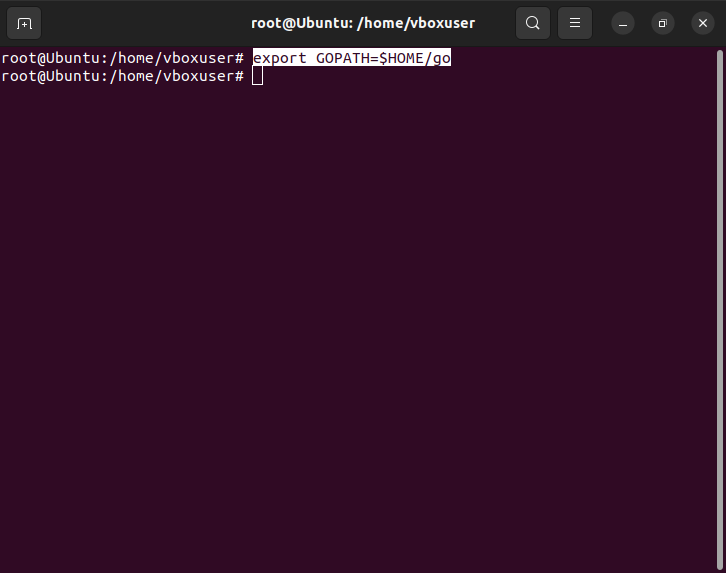 root@Ubuntu: /home/vboxuser
root@Ubuntu:/home/vboxuser# export GOPATH=$HOME/go
root@Ubuntu:/home/vboxuser#